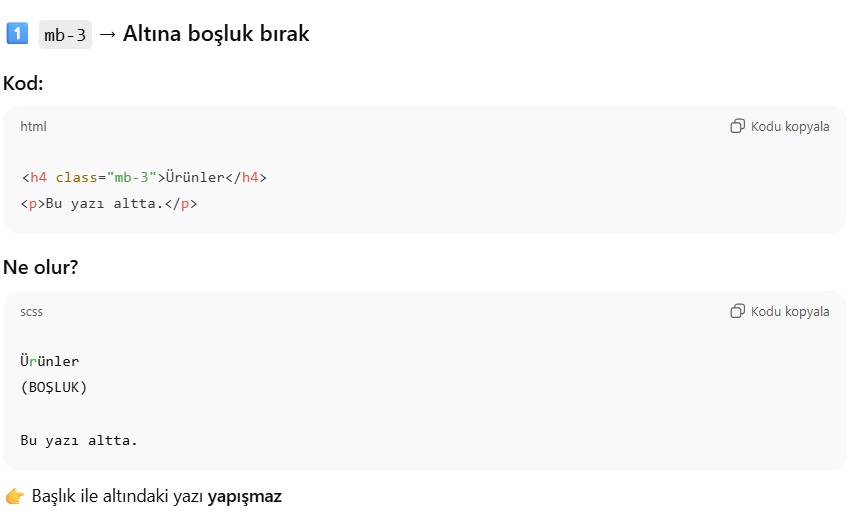 1 mb-3 → Altına boşluk bırak
Kod:
html
Kodu kopyala
<h4 class="mb-3">Ürünler</h4>
<p>Bu yazı altta.</p>
Ne olur?
scss
Kodu kopyala
Ürünler
(BOŞLUK)
Bu yazı altta.
👉 Başlık ile altındaki yazı yapışmaz